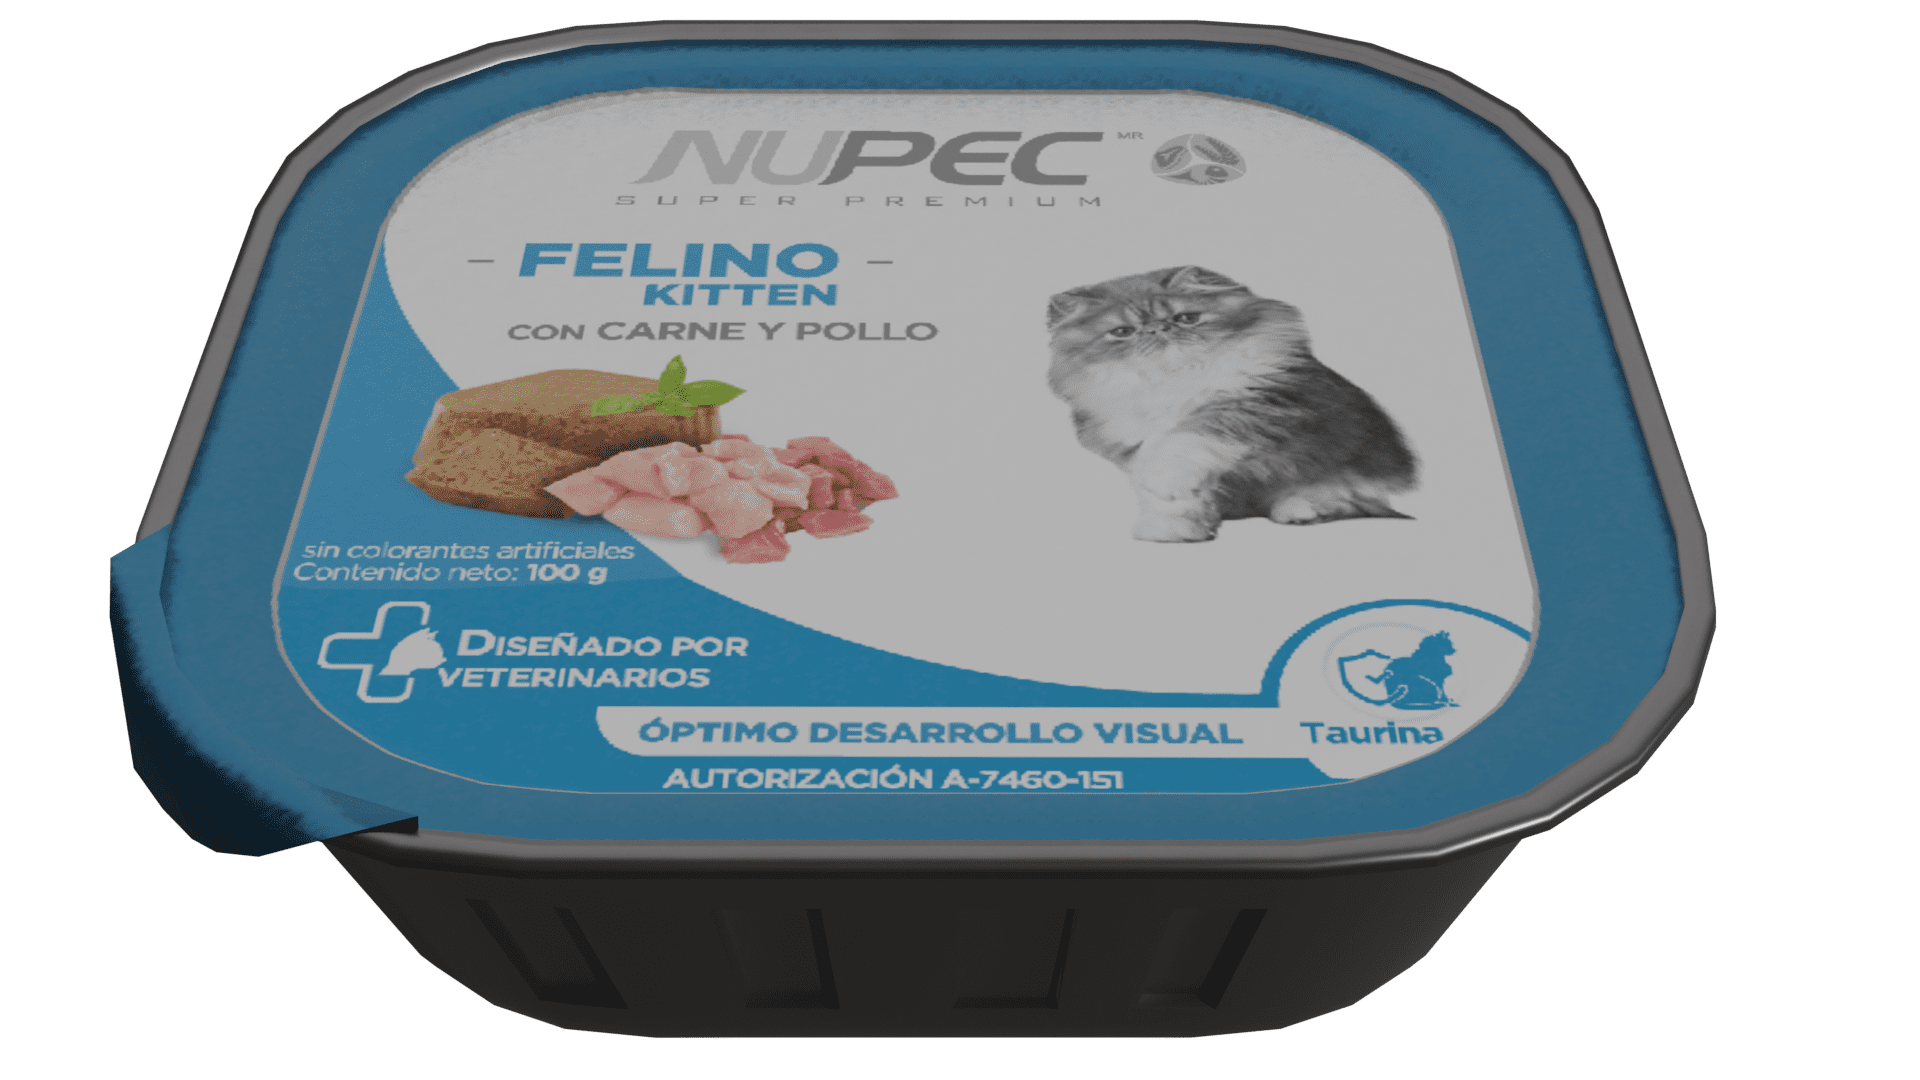 NUPEC MR
SUPER PREMIUM
- FELINO -
KITTEN
CON CARNE Y POLLO
sin colorantes artificiales
Contenido neto: 100 g
DISEÑADO POR
VETERINARIOS
ÓPTIMO DESARROLLO VISUAL
Taurina
AUTORIZACIÓN A-7460-151